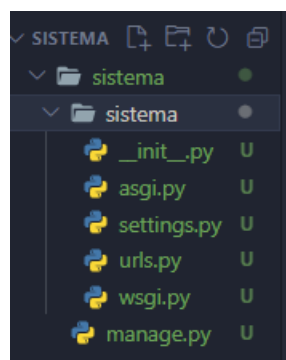 SISTEMA
sistema
sistema
__init__.py U
asgi.py U
settings.py U
urls.py U
wsgi.py U
manage.py U